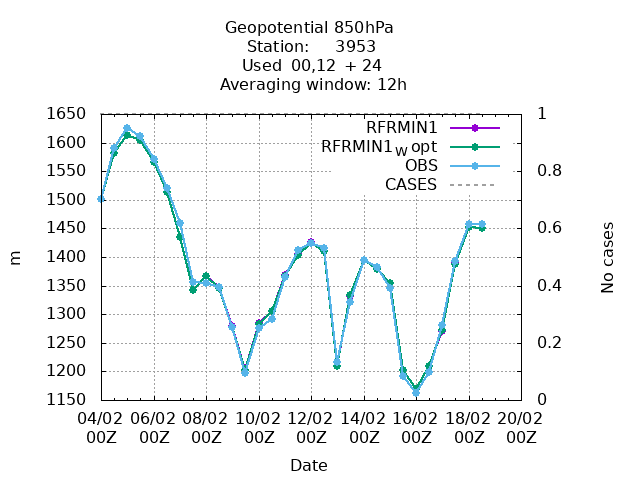 Geopotential 850hPa
Station: 3953
Used 00,12 + 24
Averaging window: 12h
1650 1
1600
1550 0.8
1500
1450 0.6
1400
1350 0.4
1300
1250 0.2
1200
1150 0
RFRMIN1
RFRMIN1w opt
OBS
CASES
m
No cases
04/02 06/02 08/02 10/02 12/02 14/02 16/02 18/02 20/02
00Z 00Z 00Z 00Z 00Z 00Z 00Z 00Z 00Z
Date